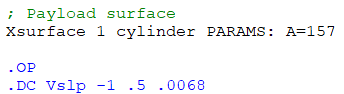 ; Payload surface
Xsurface 1 cylinder PARAMS: A=157
.OP
.DC Vslp -1 .5 .0068